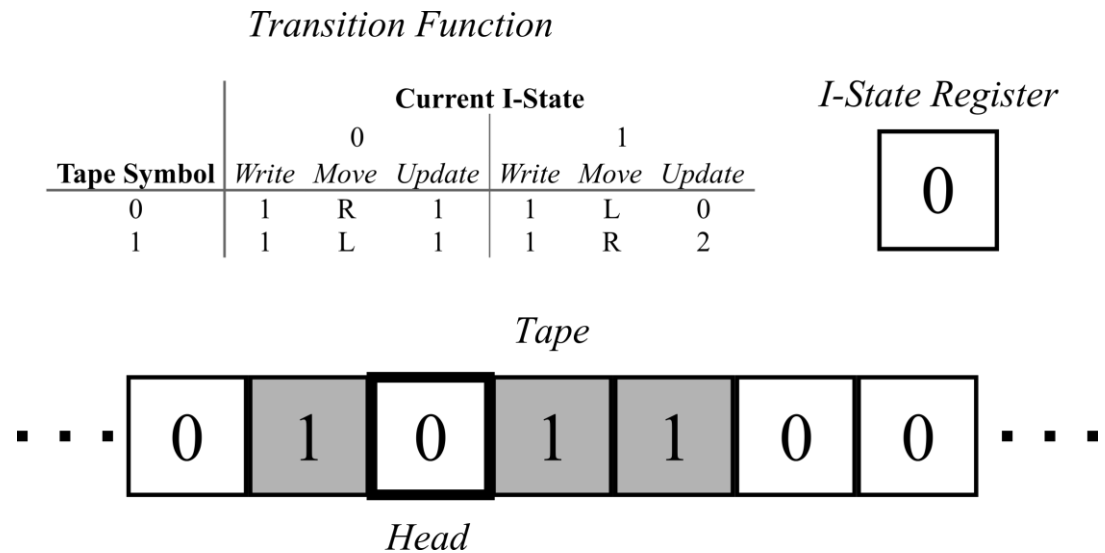 Transition Function
Current I-State
I-State Register
0 1
Tape Symbol Write Move Update Write Move Update
0 1 R 1 1 L 0
1 1 L 1 1 R 2
0
Tape
· · · 0 1 0 1 1 0 0 · · ·
Head